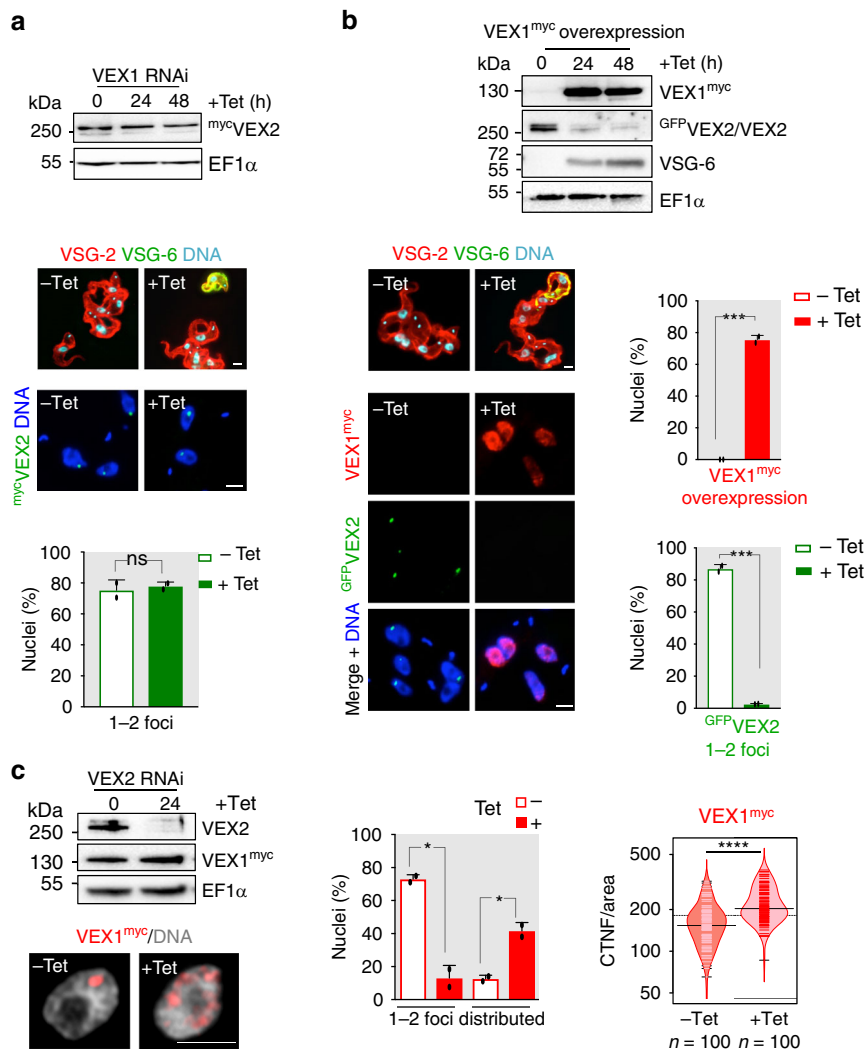 a
VEX1 RNAi
kDa 0 24 48 +Tet (h)
250 mycVEX2
55 EF1α
VSG-2 VSG-6 DNA
–Tet +Tet
mycVEX2 DNA
–Tet +Tet
100
80
60
40
20
0
Nuclei (%)
ns
– Tet
+ Tet
1–2 foci
b
VEX1myc overexpression
kDa 0 24 48 +Tet (h)
130 VEX1myc
250 GFPVEX2/VEX2
72
55 VSG-6
55 EF1α
VSG-2 VSG-6 DNA
–Tet +Tet
VEX1myc
–Tet +Tet
GFPVEX2
Merge + DNA
100
80
60
40
20
0
Nuclei (%)
***
– Tet
+ Tet
VEX1myc
overexpression
100
80
60
40
20
0
Nuclei (%)
***
– Tet
+ Tet
GFPVEX2
1–2 foci
c
VEX2 RNAi
kDa 0 24 +Tet
250 VEX2
130 VEX1myc
55 EF1α
VEX1myc/DNA
–Tet +Tet
Tet –
+
100
80
60
40
20
0
Nuclei (%)
* *
1–2 foci distributed
VEX1myc
500
200
100
50
CTNF/area
****
–Tet +Tet
n = 100 n = 100